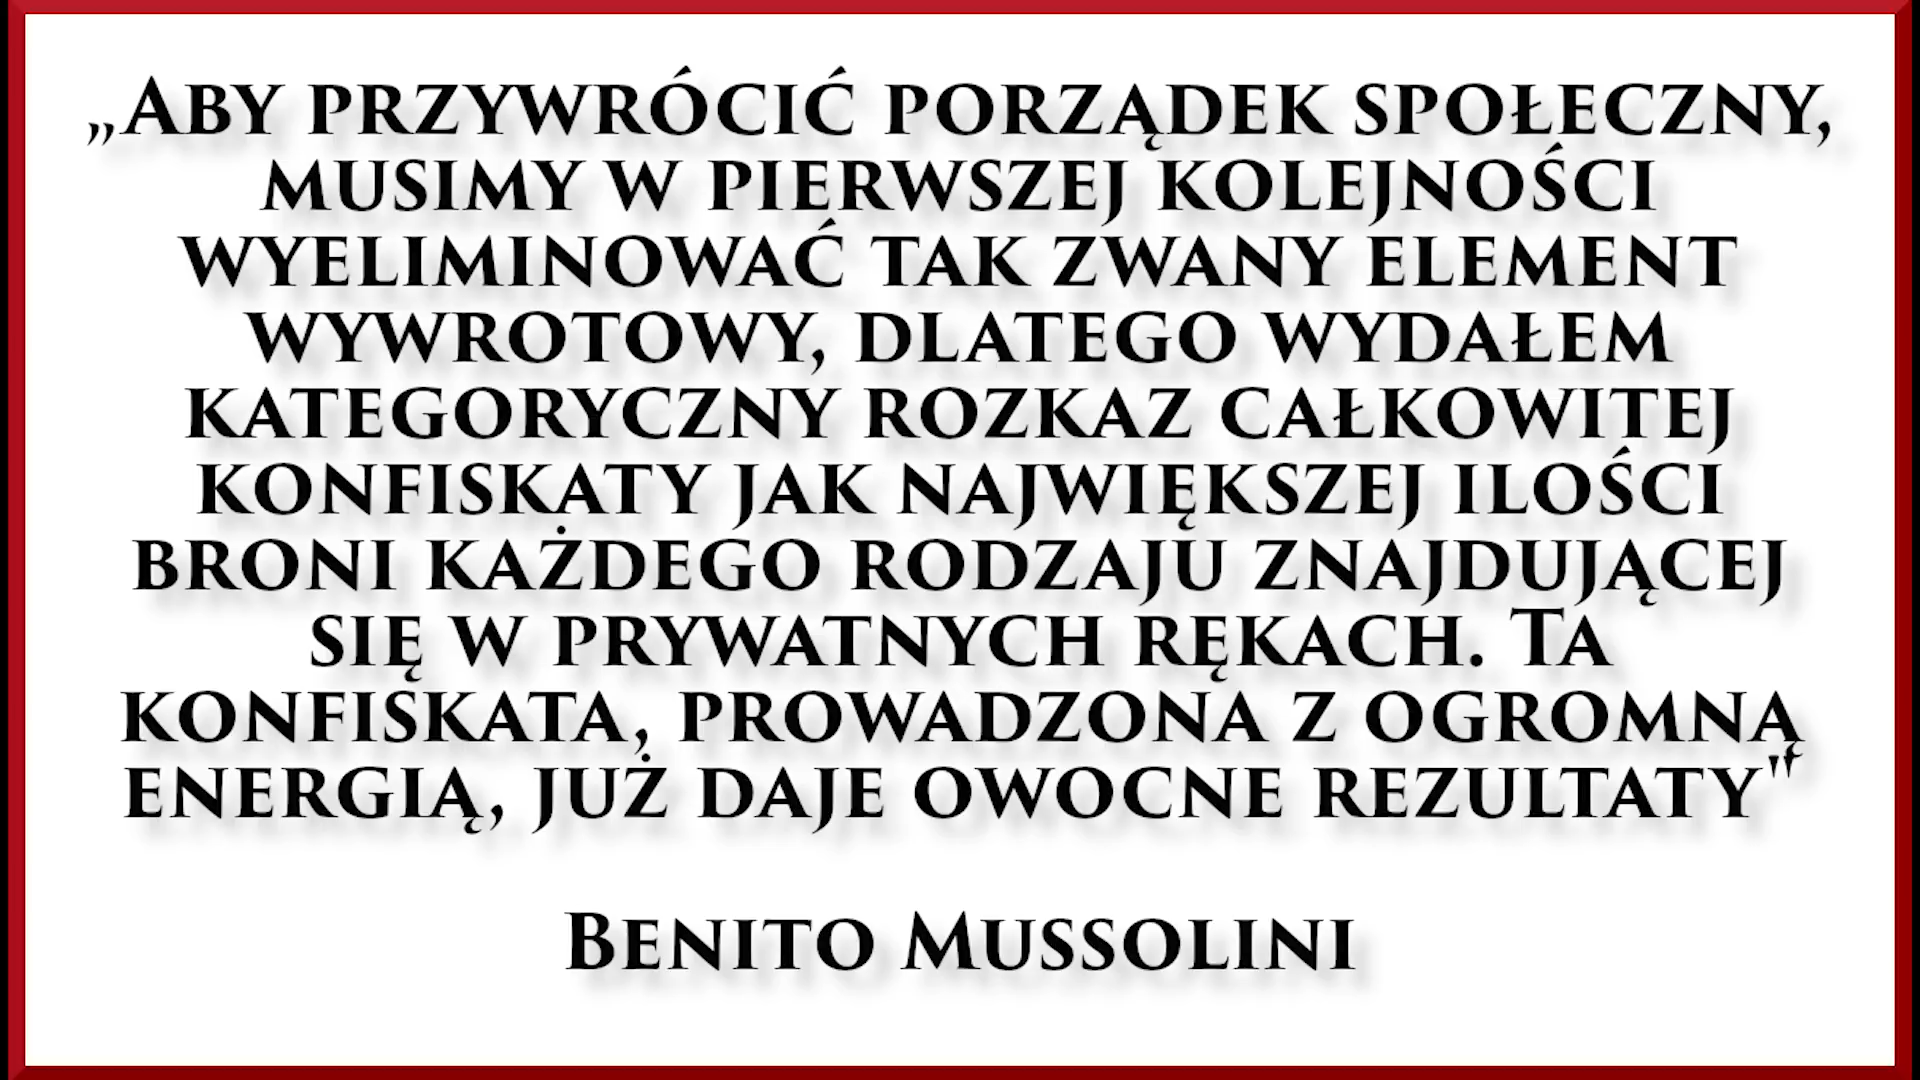 „Aby przywrócić porządek społeczny,
musimy w pierwszej kolejności
wyeliminować tak zwany element
wywrotowy, dlatego wydałem
kategoryczny rozkaz całkowitej
konfiskaty jak największej ilości
broni każdego rodzaju znajdującej
się w prywatnych rękach. Ta
konfiskata, prowadzona z ogromną
energią, już daje owocne rezultaty"
Benito Mussolini